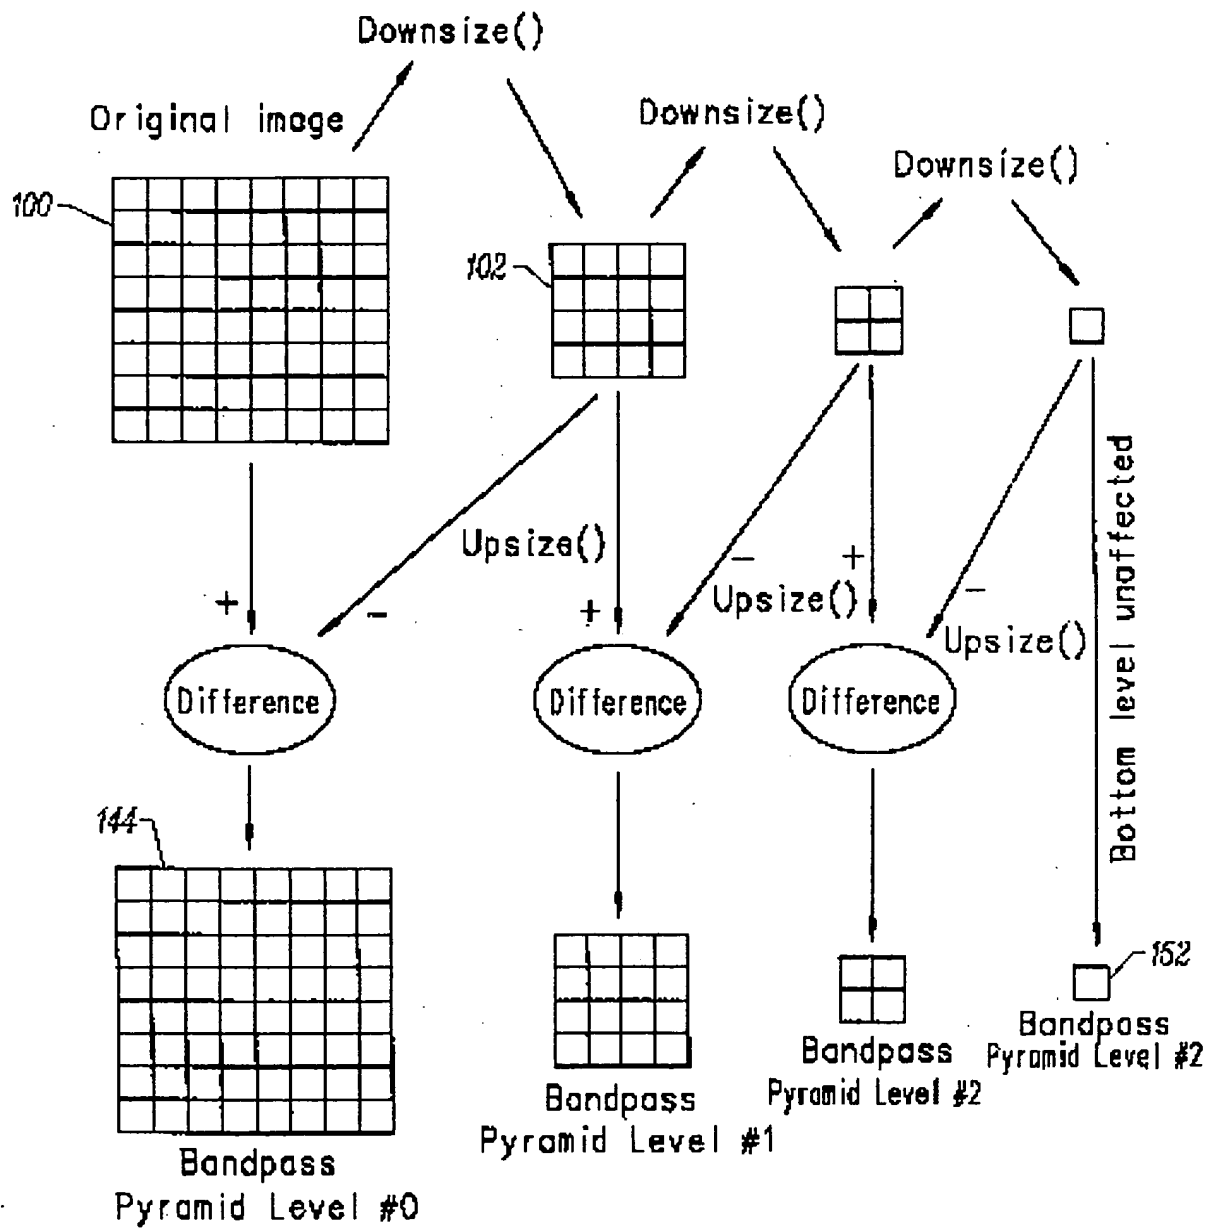 Downsize()
Original image
Downsize()
Downsize()
100
102
Bottom level unaffected
Upsize()
+
-
+
-
Upsize()
+
-
Upsize()
Difference
Difference
Difference
144
152
Bandpass
Pyramid Level #2
Bandpass
Pyramid Level #2
Bandpass
Pyramid Level #1
Bandpass
Pyramid Level #0